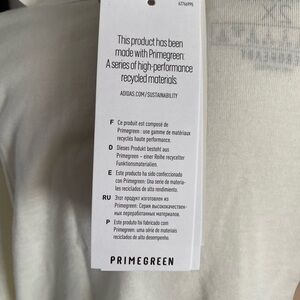 62746995
This product has been
made with Primegreen:
A series of high-performance
recycled materials.
ADIDAS.COM/SUSTAINABILITY
F Ce produit est composé de
Primegreen : une gamme de matériaux
recyclés haute performance.
D Dieses Produkt besteht aus
Primegreen – einer Reihe recycelter
Funktionsmaterialien.
E Este producto ha sido confeccionado
con Primegreen: Una serie de materia-
les reciclados de alto rendimiento.
RU Этот продукт изготовлен из
Primegreen: Серия высококачествен-
ных переработанных материалов.
P Este produto foi fabricado com
Primegreen: uma série de materiais
reciclados de alto desempenho.
PRIMEGREEN